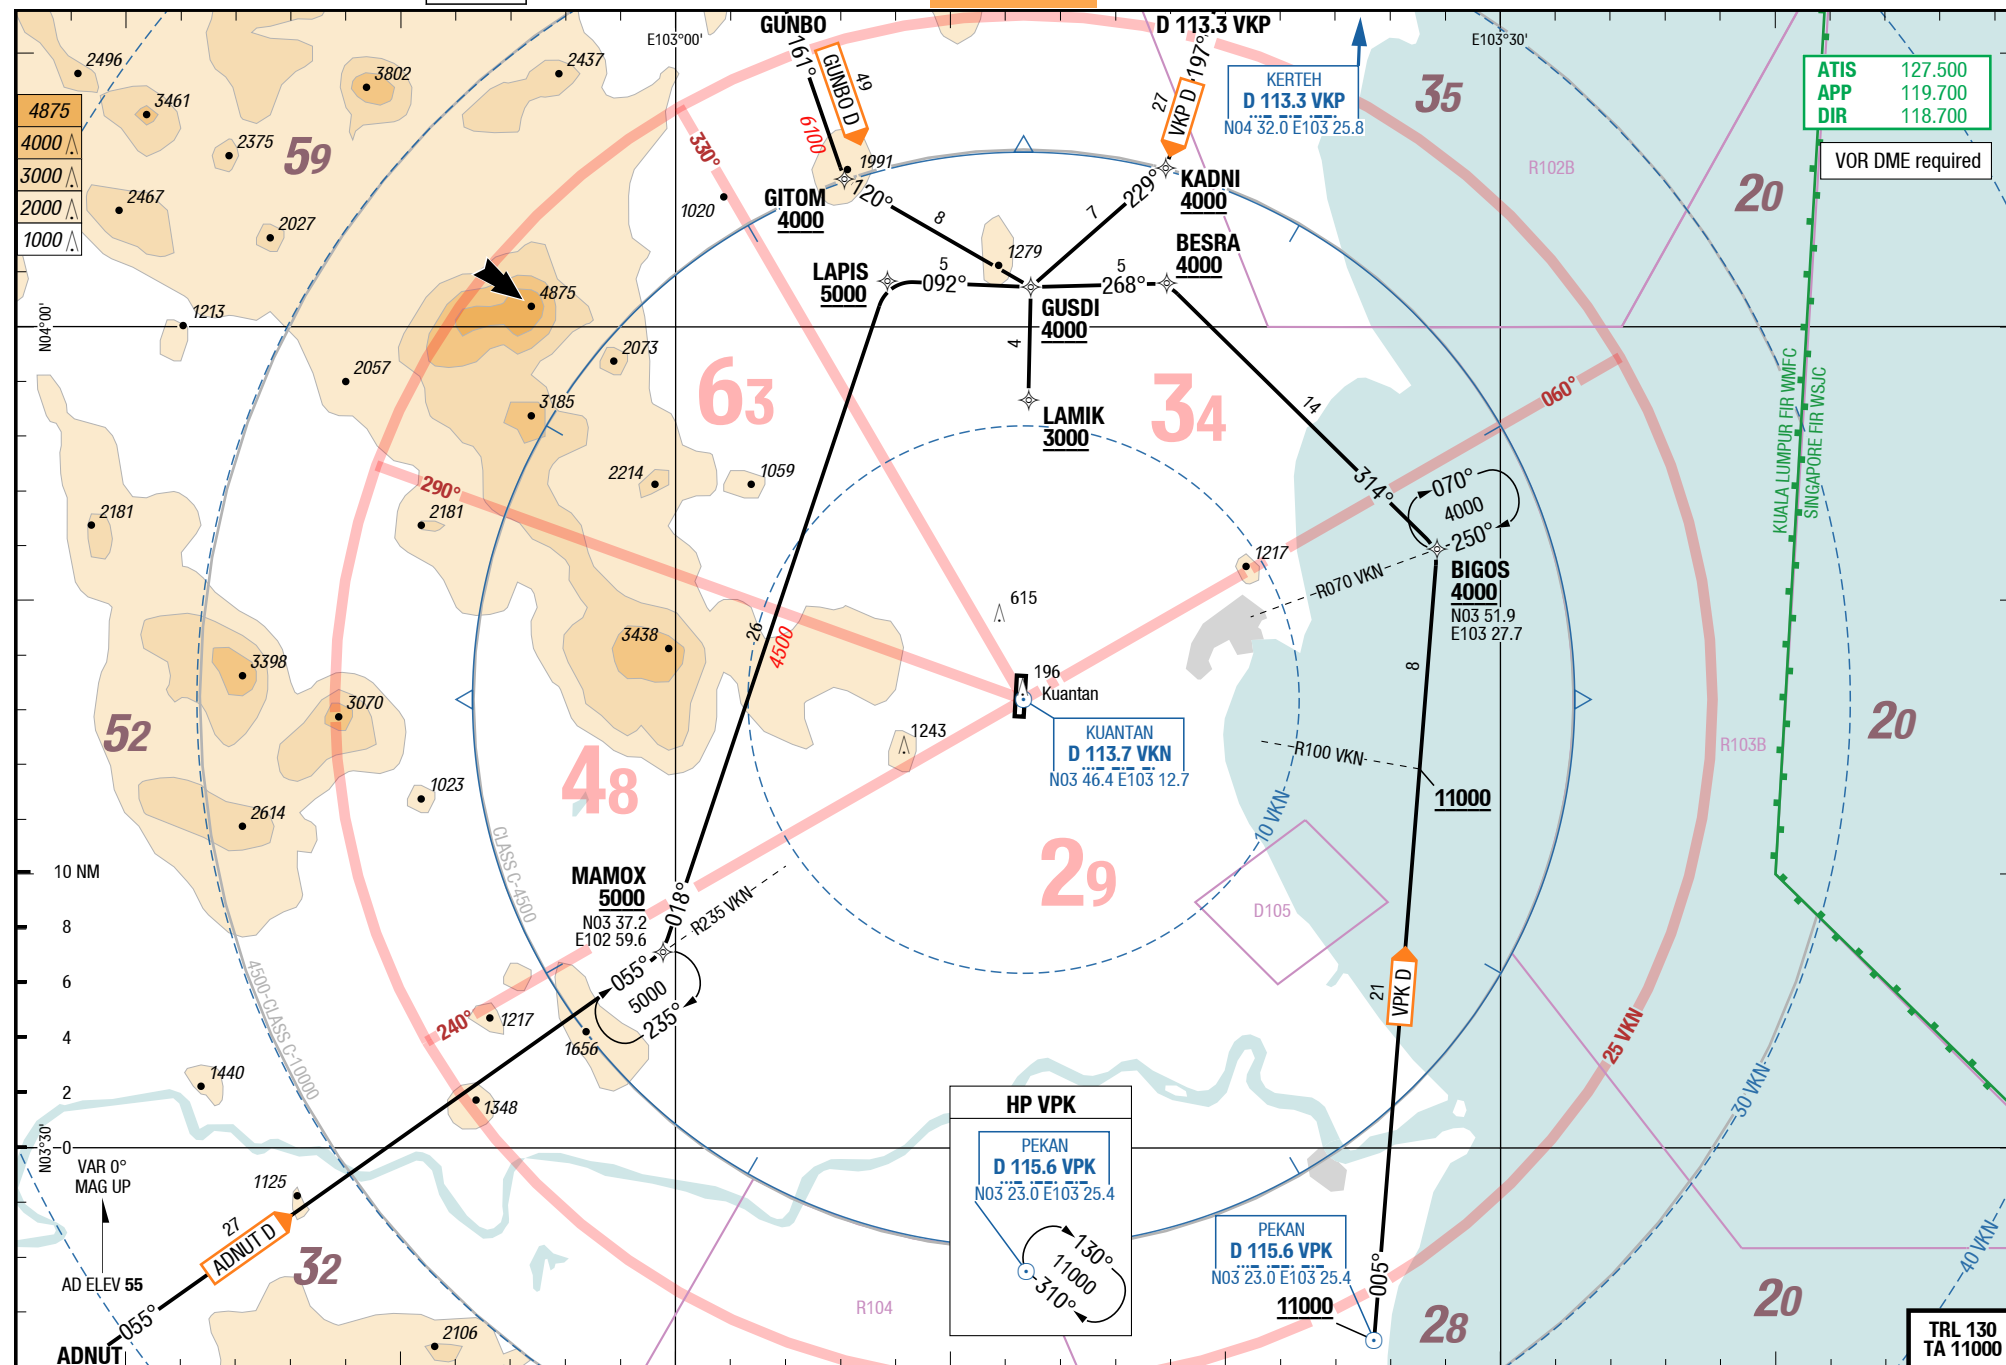 GUNBO
D 113.3 VKP
E103°00'
E103°30'
2496
3802
2437
3461
2375
59
2467
2027
4875
4000
3000
2000
1000
161°
GUNBO D
49
6100
197°
27
VKP D
KERTEH
D 113.3 VKP
N04 32.0 E103 25.8
35
ATIS 127.500
APP 119.700
DIR 118.700
VOR DME required
R102B
20
330°
1020
1991
GITOM
4000
120°
8
7
229°
KADNI
4000
1279
BESRA
4000
LAPIS
5000
5
092°
5
268°
GUSDI
4000
4
LAMIK
3000
4875
1213
N04°00'
2057
2073
3185
63
34
14
060°
314°
KUALA LUMPUR FIR WMFC
SINGAPORE FIR WSJC
290°
2181
2214
1059
2181
070°
4000
250°
R070 VKN
BIGOS
4000
N03 51.9
E103 27.7
1217
615
26
4500
3438
3398
3070
52
196
Kuantan
KUANTAN
D 113.7 VKN
N03 46.4 E103 12.7
8
R100 VKN
11000
R103B
20
1243
1023
48
2614
29
10 VKN
CLASS C-4500
10 NM
8
6
4
2
0
MAMOX
5000
N03 37.2
E102 59.6
018°
R235 VKN
D105
055°
5000
235°
240°
1217
1656
4500-CLASS C-10000
1440
1348
21
VPK D
25 VKN
30 VKN
N03°30'
VAR 0°
MAG UP
AD ELEV 55
1125
27
ADNUT D
32
055°
ADNUT
2106
HP VPK
PEKAN
D 115.6 VPK
N03 23.0 E103 25.4
130°
11000
310°
R104
PEKAN
D 115.6 VPK
N03 23.0 E103 25.4
11000
005°
28
20
40 VKN
TRL 130
TA 11000